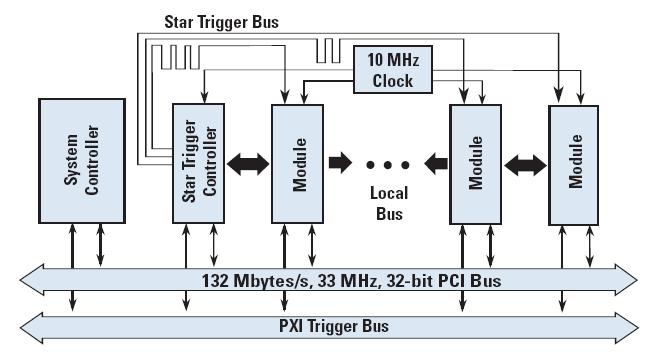 Star Trigger Bus
10 MHz
Clock
System
Controller
Star Trigger
Controller
Module
Local
Bus
Module
Module
132 Mbytes/s, 33 MHz, 32-bit PCI Bus
PXI Trigger Bus